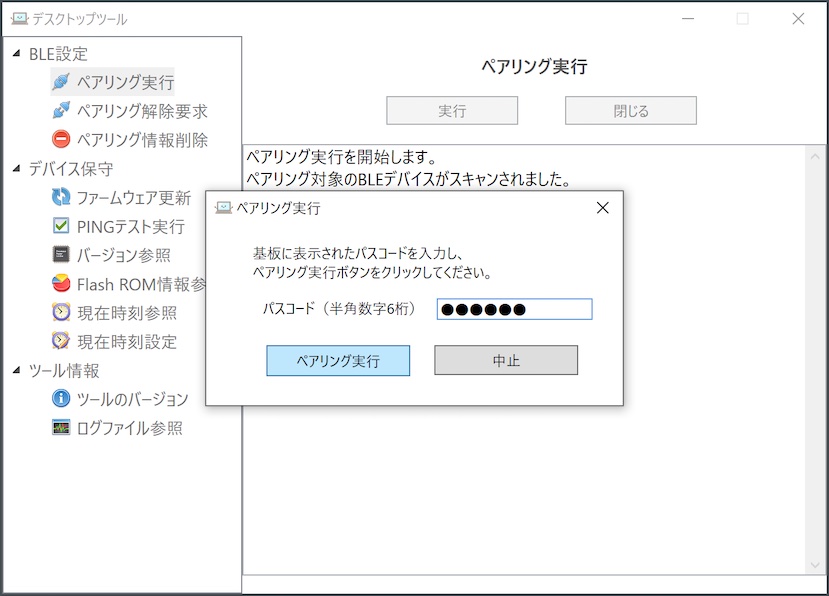 デスクトップツール
BLE設定
ペアリング実行
ペアリング解除要求
ペアリング情報削除
デバイス保守
ファームウェア更新
PINGテスト実行
バージョン参照
Flash ROM情報参
現在時刻参照
現在時刻設定
ツール情報
ツールのバージョン
ログファイル参照
ペアリング実行
実行
閉じる
ペアリング実行を開始します。
ペアリング対象のBLEデバイスがスキャンされました。
ペアリング実行
基板に表示されたパスコードを入力し、
ペアリング実行ボタンをクリックしてください。
パスコード（半角数字6桁） ●●●●●●
ペアリング実行
中止